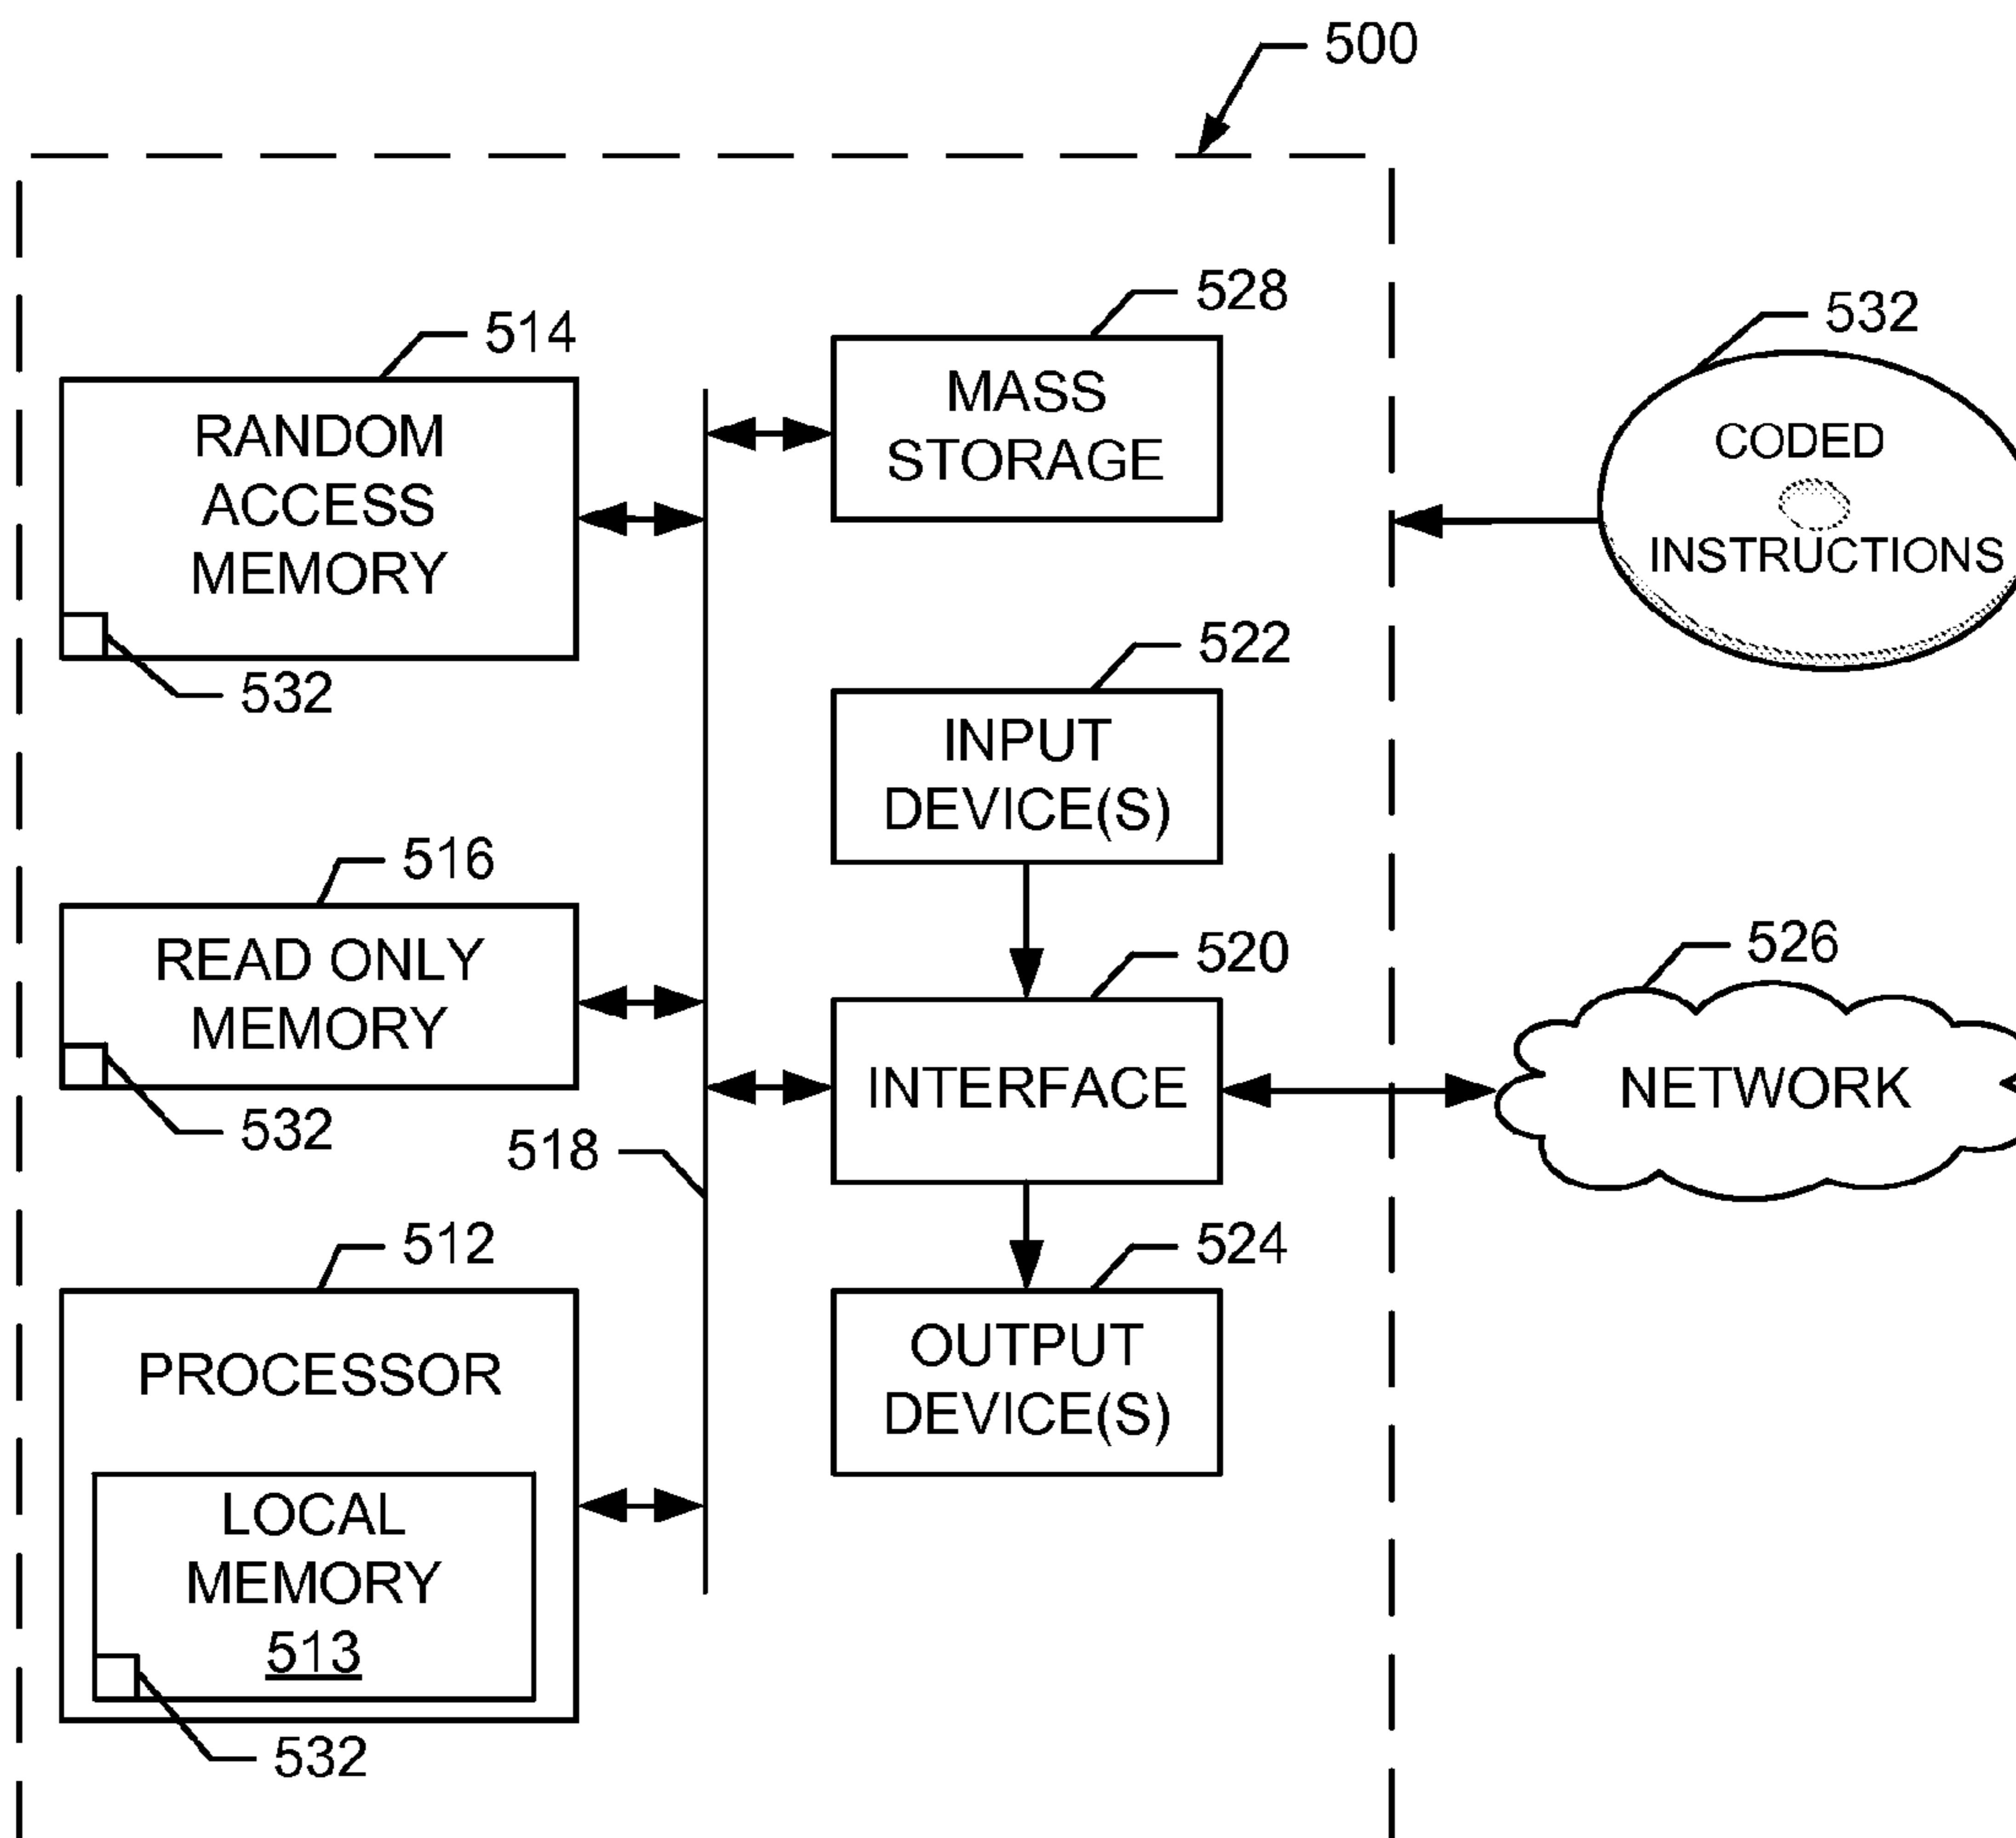 500
528
514
MASS
STORAGE
RANDOM
ACCESS
MEMORY
532
532
CODED
INSTRUCTIONS
522
INPUT
DEVICE(S)
516
READ ONLY
MEMORY
532
520
INTERFACE
526
NETWORK
518
512
PROCESSOR
LOCAL
MEMORY
513
532
524
OUTPUT
DEVICE(S)